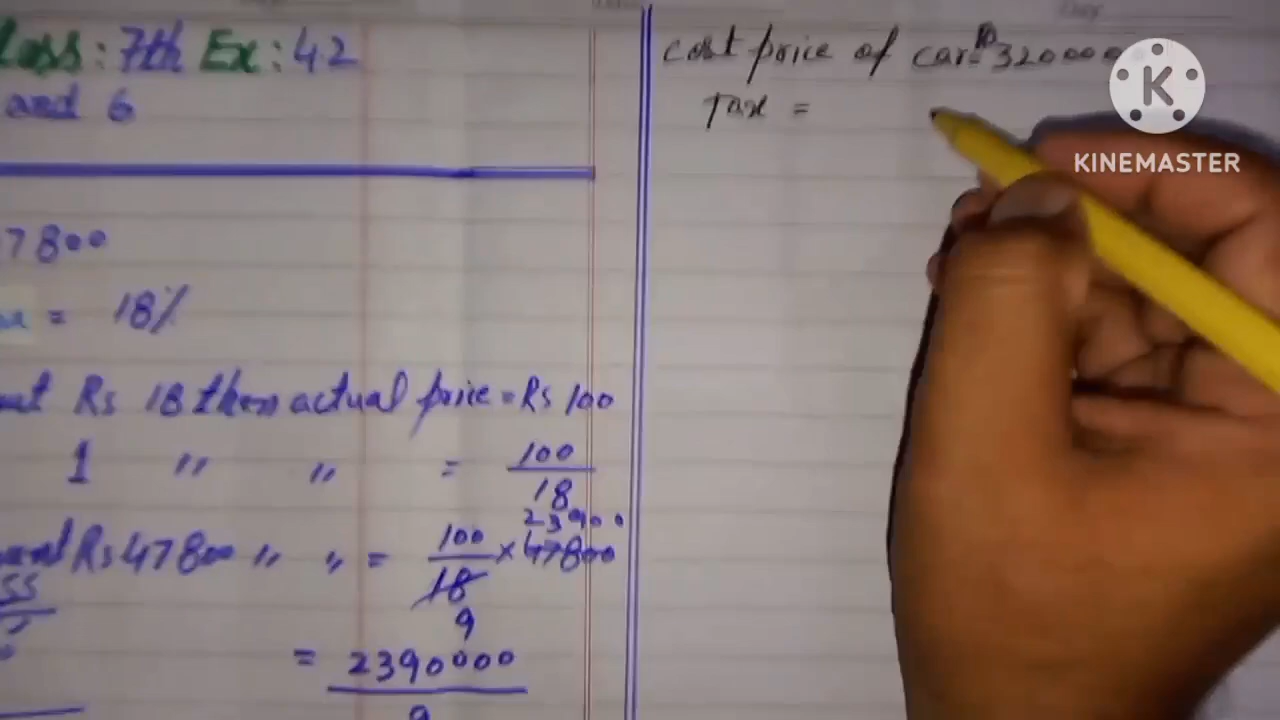 class: 7th Ex: 42
and 6
7800
= 18%
Rs 18 then actual price = Rs 100
1 " " = 100
18
23900
Rs 47800 " " = 100/18 × 47800
9
= 2390000
9
cost price of car = 320000
Tax =
KINEMASTER